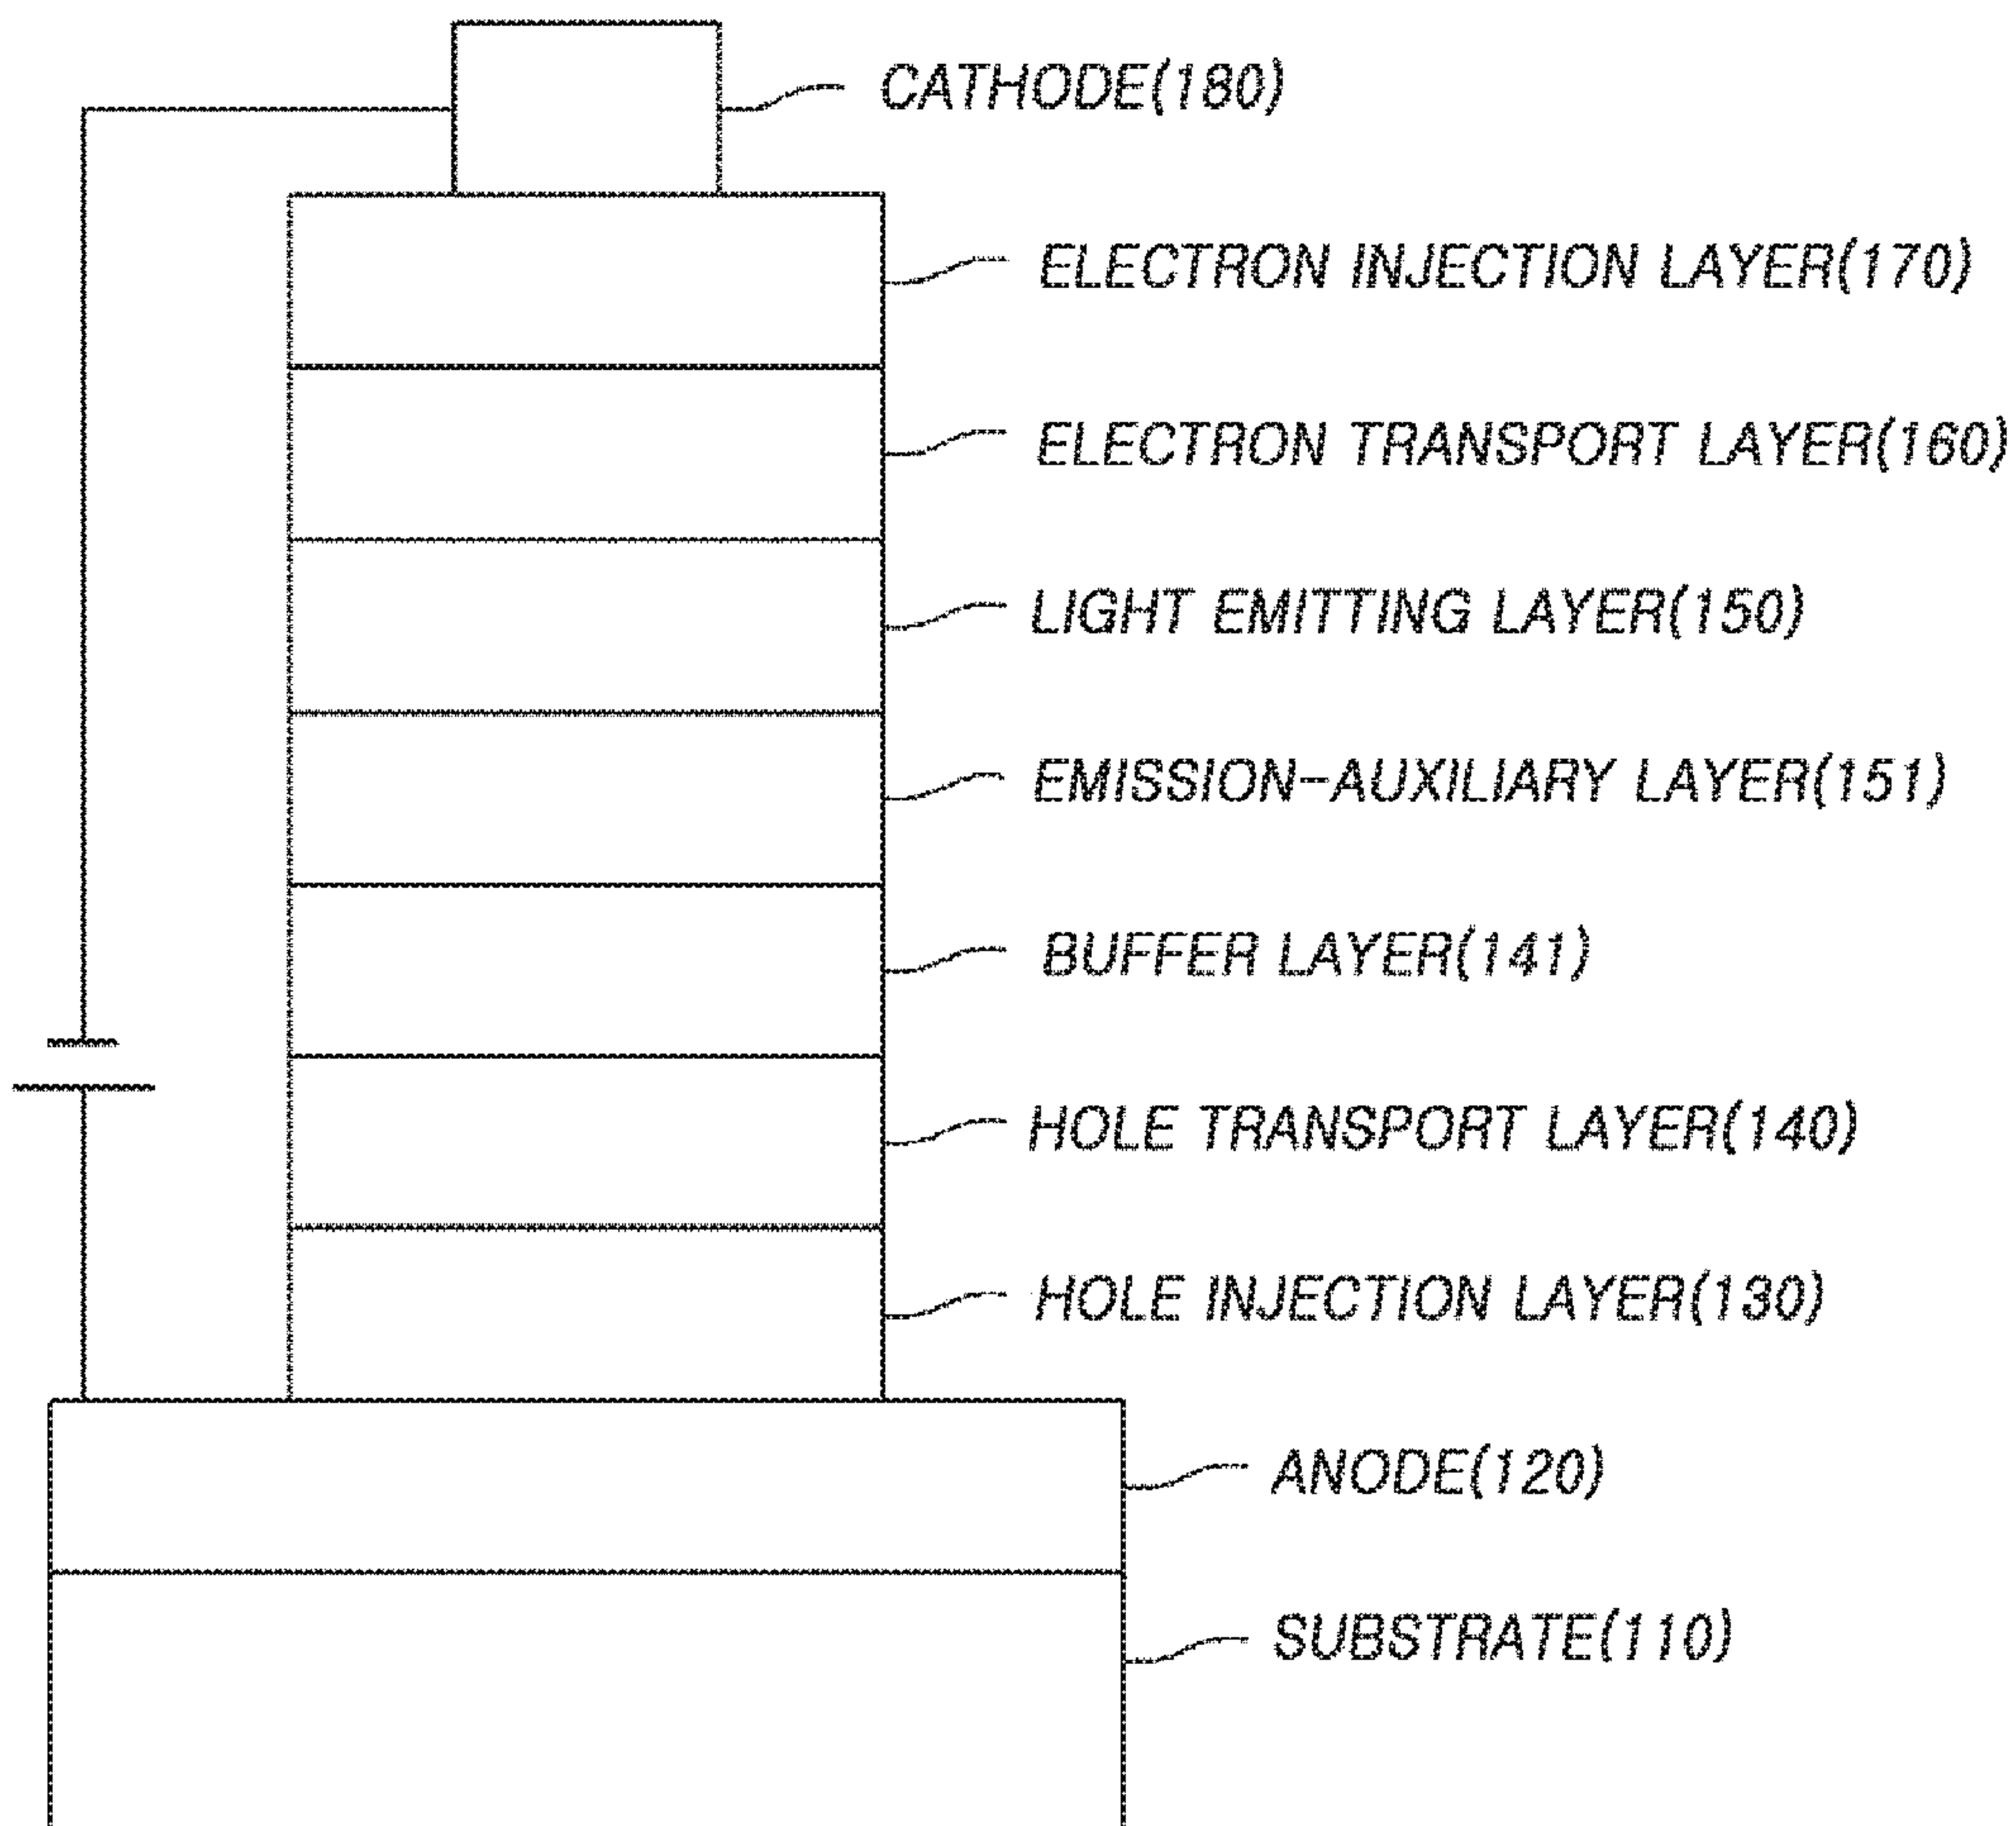 CATHODE(180)
ELECTRON INJECTION LAYER(170)
ELECTRON TRANSPORT LAYER(160)
LIGHT EMITTING LAYER(150)
EMISSION-AUXILIARY LAYER(151)
BUFFER LAYER(141)
HOLE TRANSPORT LAYER(140)
HOLE INJECTION LAYER(130)
ANODE(120)
SUBSTRATE(110)